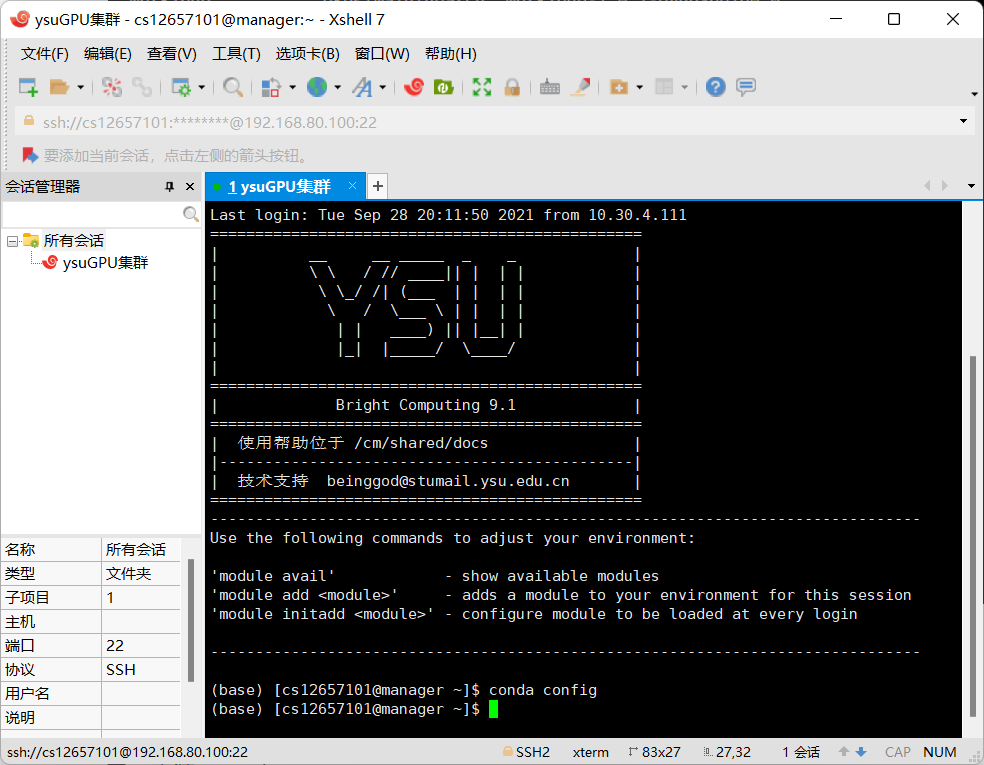 ysuGPU集群 - cs12657101@manager:~ - Xshell 7
文件(F) 编辑(E) 查看(V) 工具(T) 选项卡(B) 窗口(W) 帮助(H)
ssh://cs12657101:********@192.168.80.100:22
要添加当前会话，点击左侧的箭头按钮。
会话管理器
1 ysuGPU集群
所有会话
ysuGPU集群
名称 所有会话
类型 文件夹
子项目 1
主机
端口 22
协议 SSH
用户名
说明
Last login: Tue Sep 28 20:11:50 2021 from 10.30.4.111
YSU
Bright Computing 9.1
使用帮助位于 /cm/shared/docs
技术支持 beinggod@stumail.ysu.edu.cn
Use the following commands to adjust your environment:
'module avail' - show available modules
'module add <module>' - adds a module to your environment for this session
'module initadd <module>' - configure module to be loaded at every login
(base) [cs12657101@manager ~]$ conda config
(base) [cs12657101@manager ~]$
ssh://cs12657101@192.168.80.100:22 SSH2 xterm 83x27 27,32 1 会话 CAP NUM